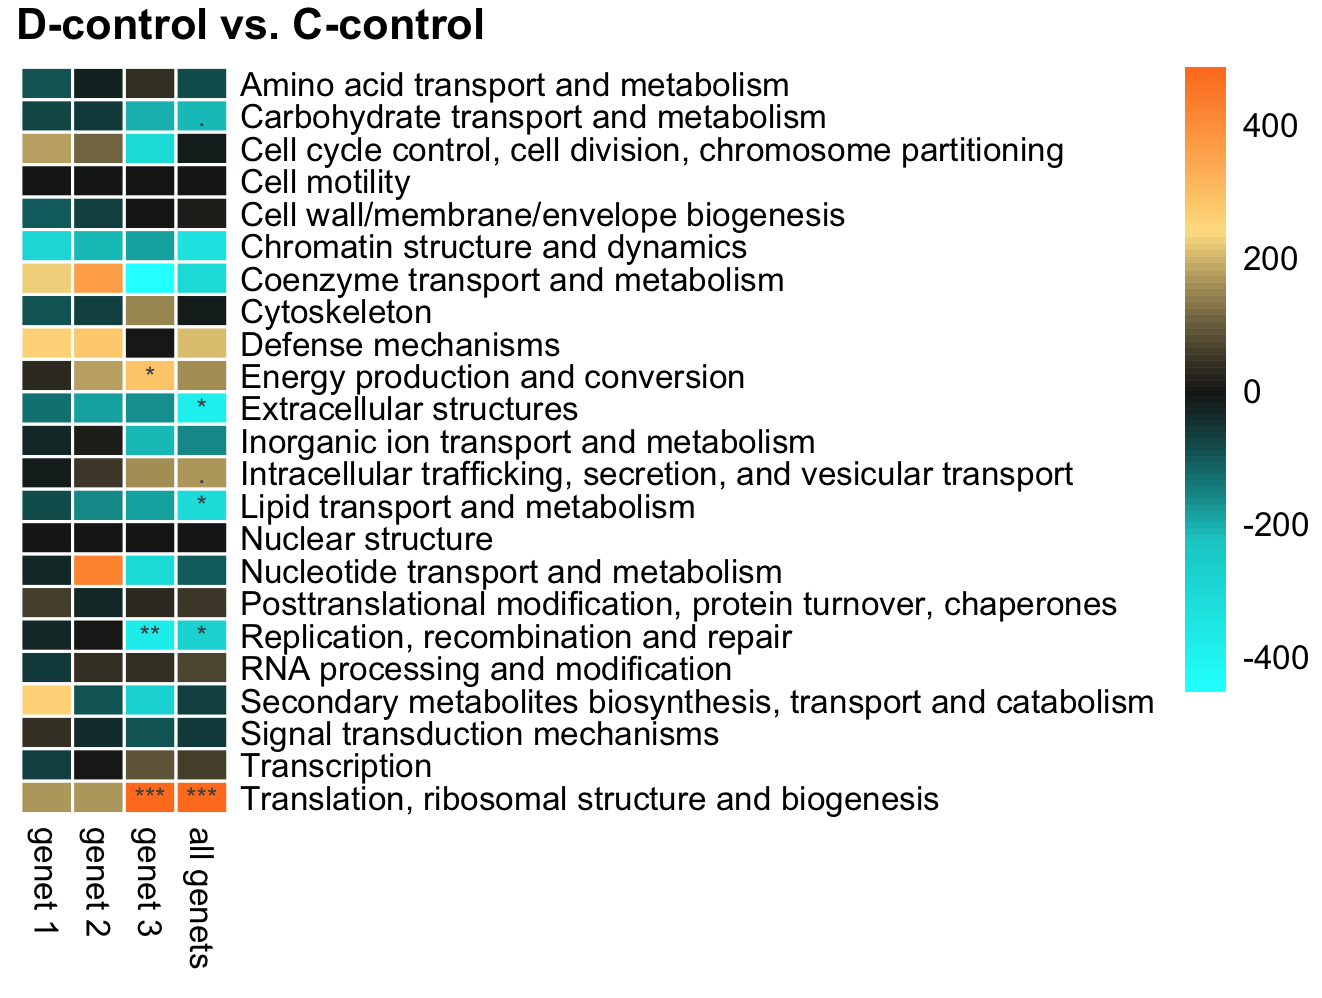 D-control vs. C-control
Amino acid transport and metabolism
. Carbohydrate transport and metabolism
Cell cycle control, cell division, chromosome partitioning
Cell motility
Cell wall/membrane/envelope biogenesis
Chromatin structure and dynamics
Coenzyme transport and metabolism
Cytoskeleton
Defense mechanisms
* Energy production and conversion
* Extracellular structures
Inorganic ion transport and metabolism
. Intracellular trafficking, secretion, and vesicular transport
* Lipid transport and metabolism
Nuclear structure
Nucleotide transport and metabolism
Posttranslational modification, protein turnover, chaperones
** * Replication, recombination and repair
RNA processing and modification
Secondary metabolites biosynthesis, transport and catabolism
Signal transduction mechanisms
Transcription
*** *** Translation, ribosomal structure and biogenesis
genet 1
genet 2
genet 3
all genets
400
200
0
-200
-400